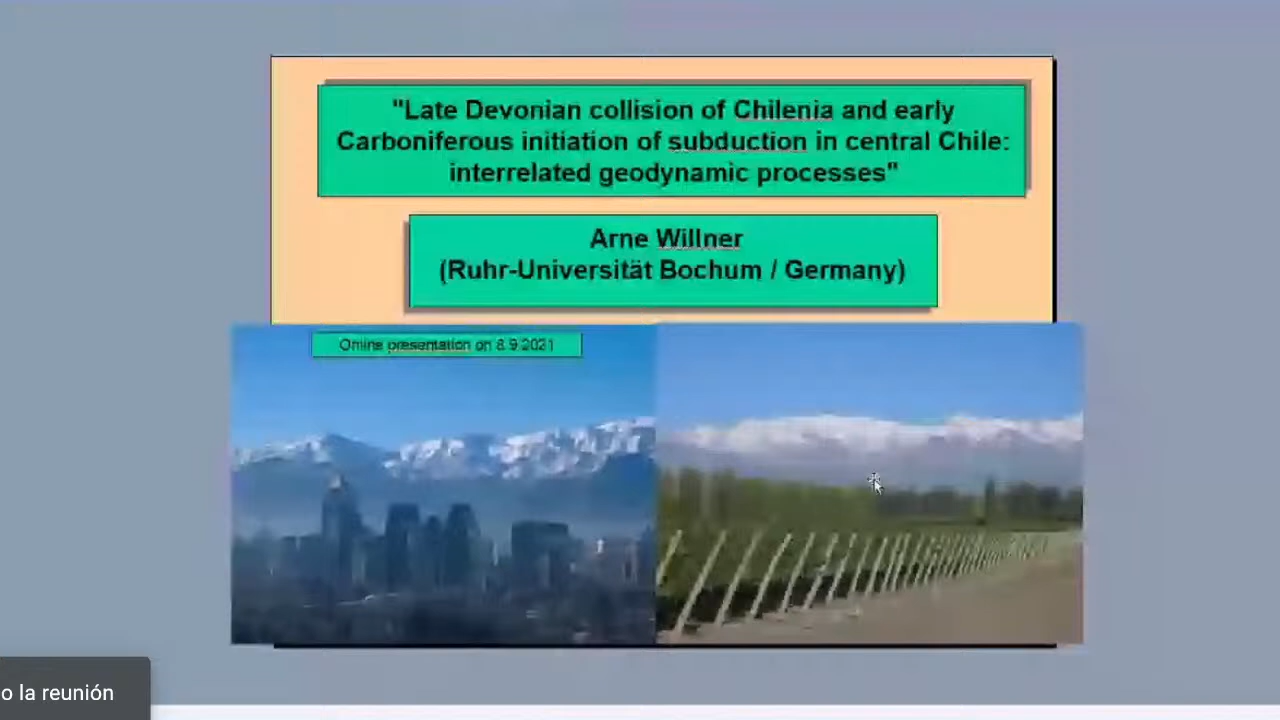 "Late Devonian collision of Chilenia and early
Carboniferous initiation of subduction in central Chile:
interrelated geodynamic processes"
Arne Willner
(Ruhr-Universität Bochum / Germany)
Online presentation on 8.9.2021
o la reunión